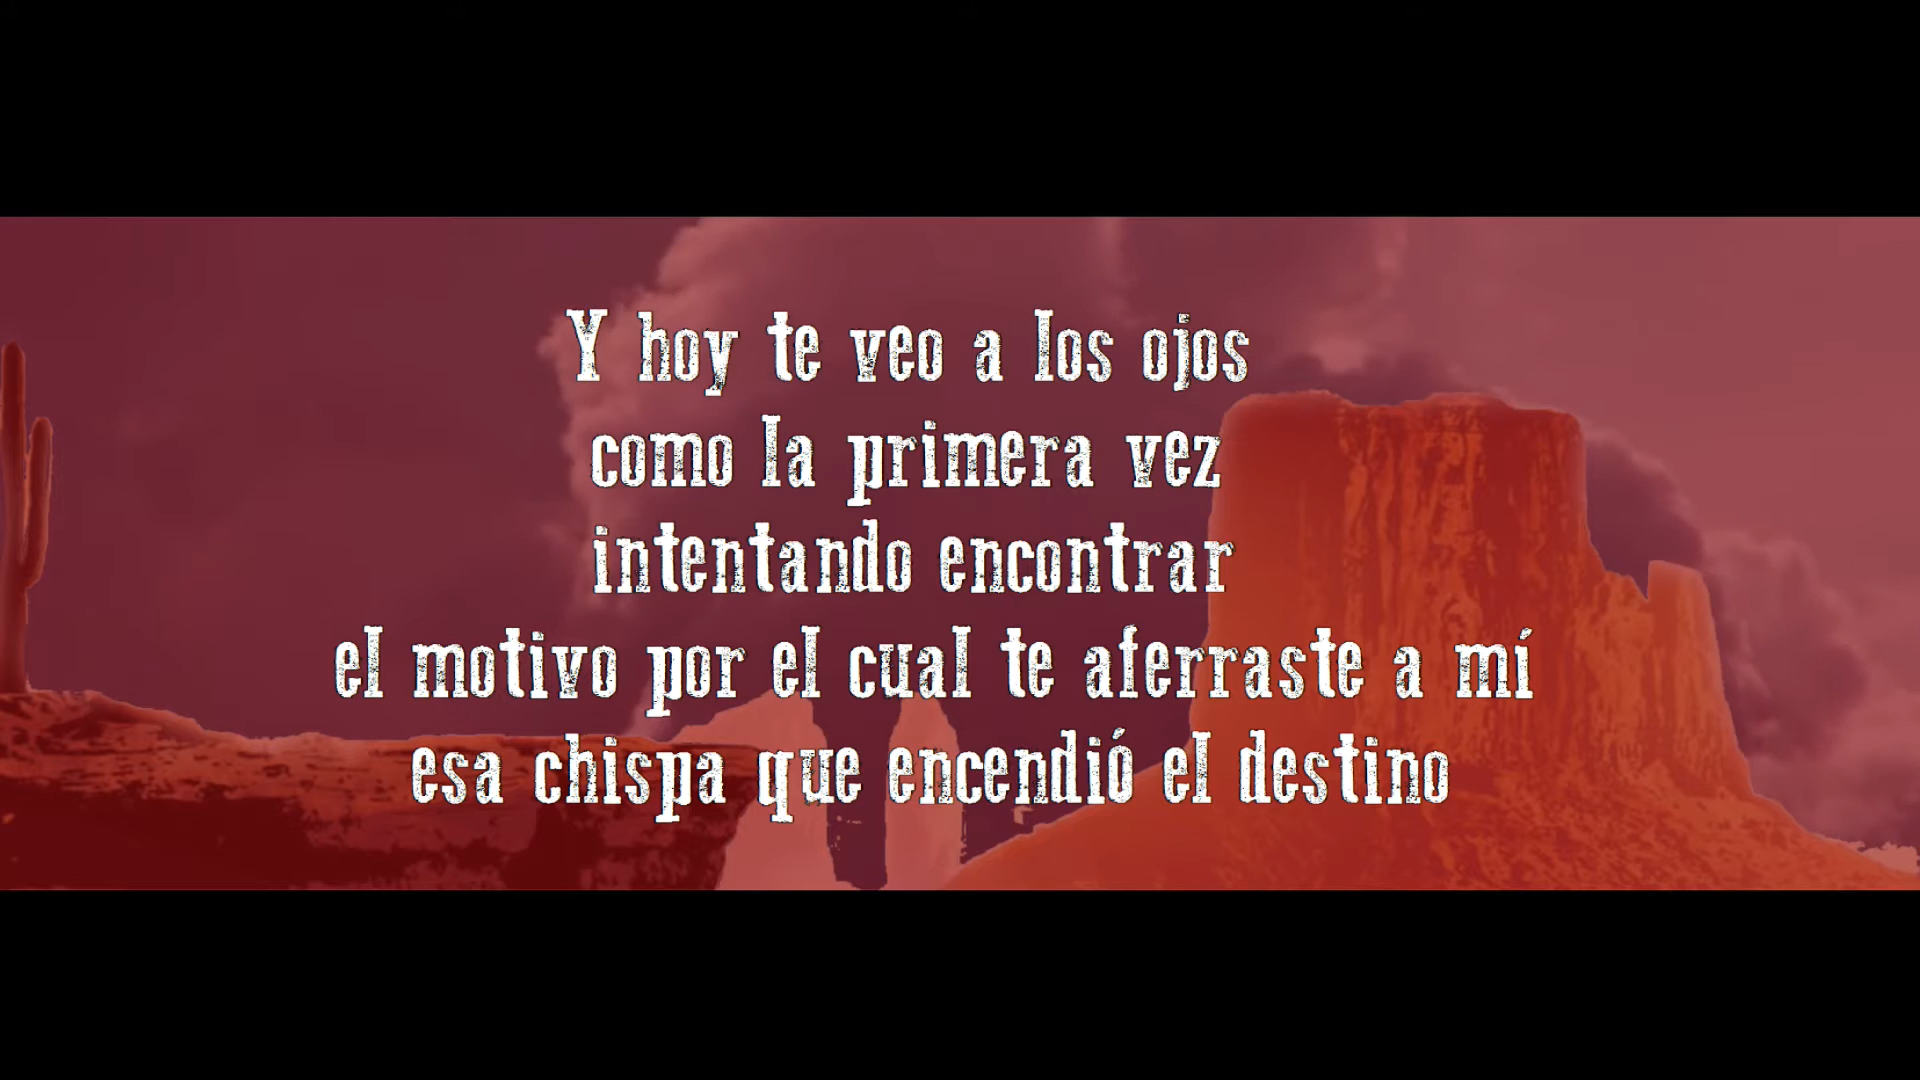 Y hoy te veo a los ojos
como la primera vez
intentando encontrar
el motivo por el cual te aferraste a mí
esa chispa que encendió el destino